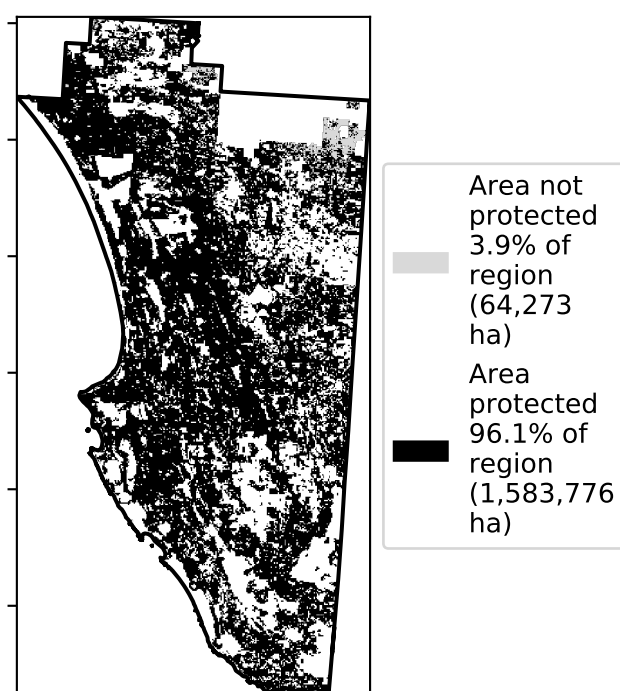 Area not
protected
3.9% of
region
(64,273
ha)
Area
protected
96.1% of
region
(1,583,776
ha)